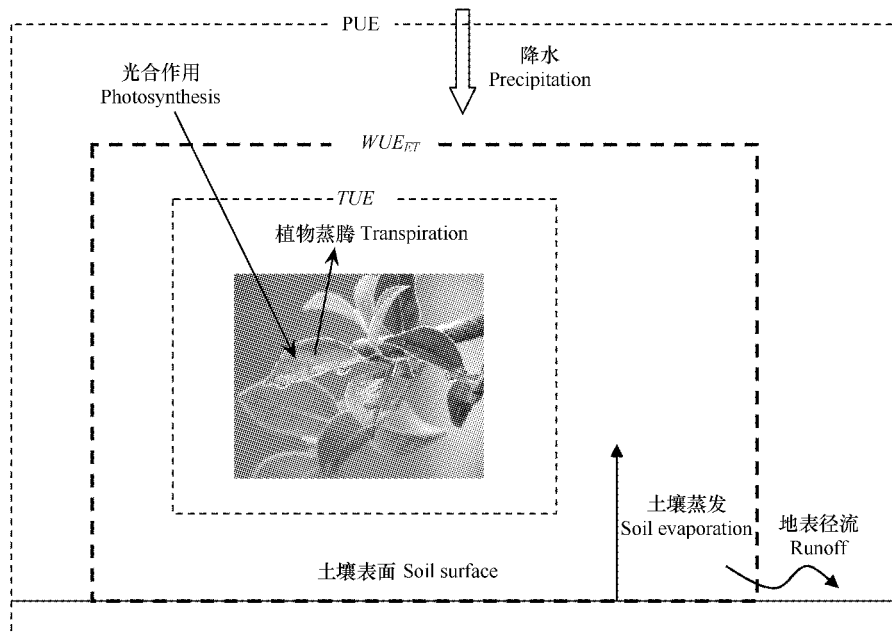 PUE
降水
Precipitation
光合作用
Photosynthesis
WUE_ET
TUE
植物蒸腾 Transpiration
土壤蒸发
Soil evaporation
地表径流
Runoff
土壤表面 Soil surface